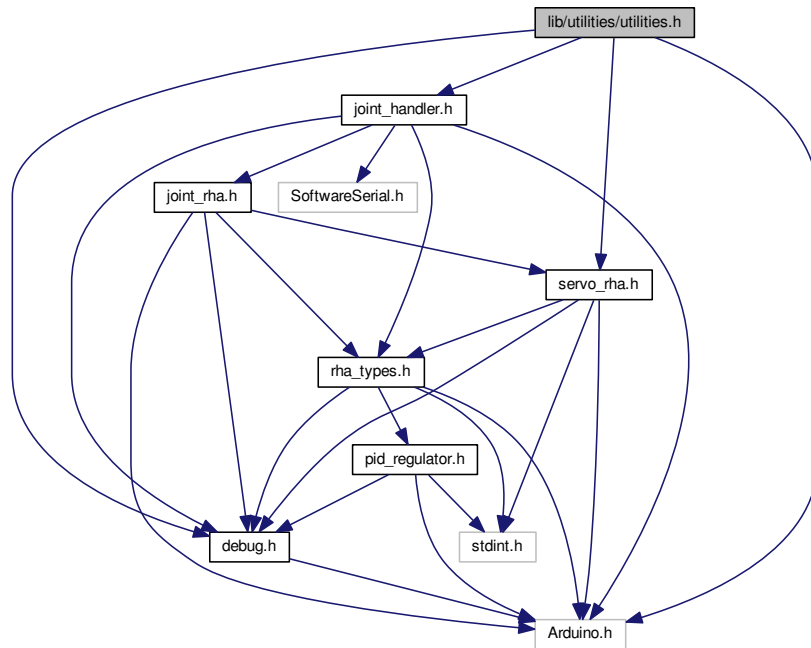 lib/utilities/utilities.h
joint_handler.h
joint_rha.h
SoftwareSerial.h
servo_rha.h
rha_types.h
pid_regulator.h
debug.h
stdint.h
Arduino.h